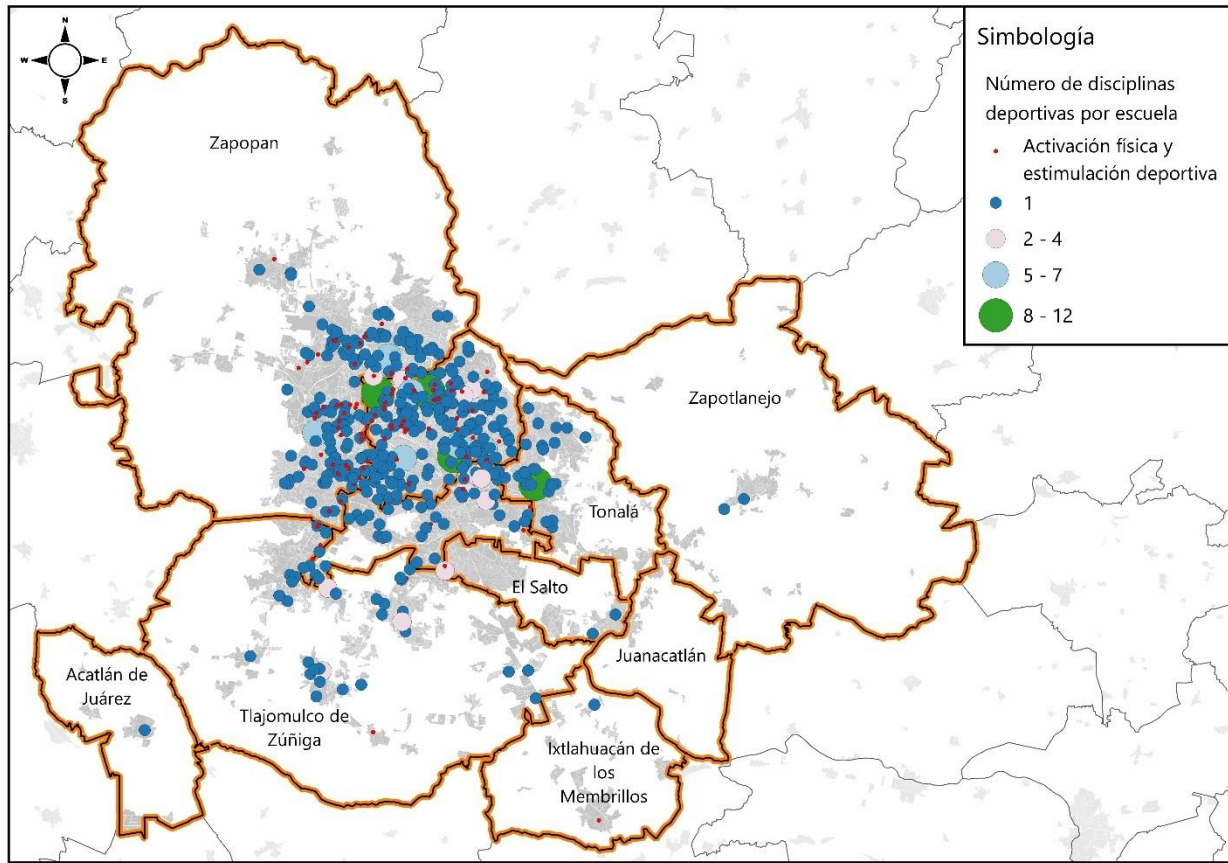 N
W E
S
Simbología
Número de disciplinas
deportivas por escuela
Activación física y
estimulación deportiva
1
2 - 4
5 - 7
8 - 12
Zapopan
Zapotlanejo
Tonalá
El Salto
Juanacatlán
Acatlán de
Juárez
Tlajomulco de
Zúñiga
Ixtlahuacán de
los
Membrillos